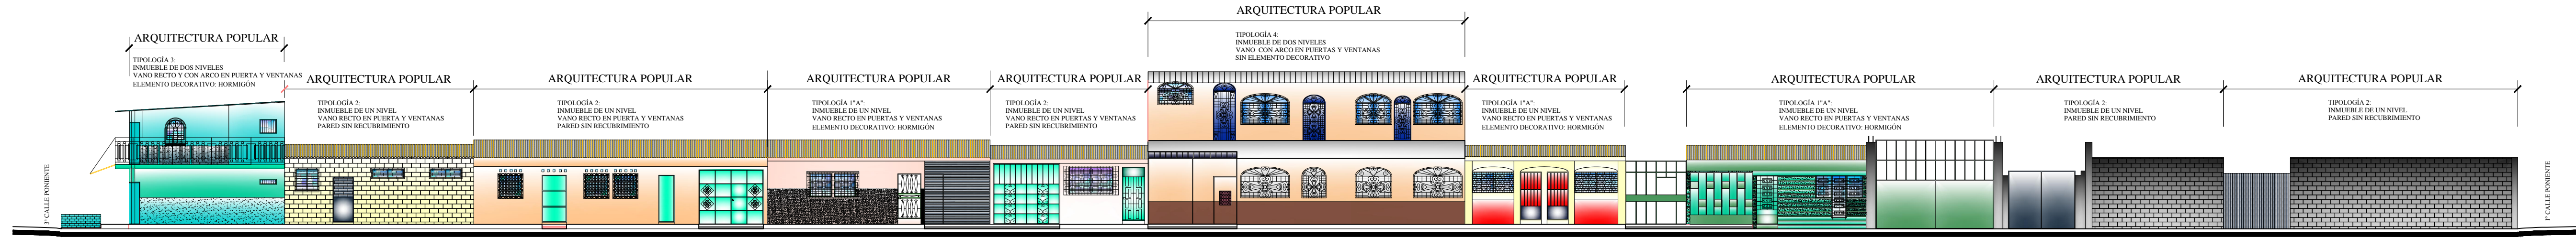 ARQUITECTURA POPULAR
TIPOLOGÍA 3:
INMUEBLE DE DOS NIVELES
VANO RECTO Y CON ARCO EN PUERTA Y VENTANAS
ELEMENTO DECORATIVO: HORMIGÓN
3ª CALLE PONIENTE
ARQUITECTURA POPULAR
TIPOLOGÍA 2:
INMUEBLE DE UN NIVEL
VANO RECTO EN PUERTA Y VENTANAS
PARED SIN RECUBRIMIENTO
ARQUITECTURA POPULAR
TIPOLOGÍA 2:
INMUEBLE DE UN NIVEL
VANO RECTO EN PUERTA Y VENTANAS
PARED SIN RECUBRIMIENTO
ARQUITECTURA POPULAR
TIPOLOGÍA 1"A":
INMUEBLE DE UN NIVEL
VANO RECTO EN PUERTAS Y VENTANAS
ELEMENTO DECORATIVO: HORMIGÓN
ARQUITECTURA POPULAR
TIPOLOGÍA 2:
INMUEBLE DE UN NIVEL
VANO RECTO EN PUERTA Y VENTANAS
PARED SIN RECUBRIMIENTO
ARQUITECTURA POPULAR
TIPOLOGÍA 4:
INMUEBLE DE DOS NIVELES
VANO CON ARCO EN PUERTAS Y VENTANAS
SIN ELEMENTO DECORATIVO
ARQUITECTURA POPULAR
TIPOLOGÍA 1"A":
INMUEBLE DE UN NIVEL
VANO RECTO EN PUERTAS Y VENTANAS
ELEMENTO DECORATIVO: HORMIGÓN
ARQUITECTURA POPULAR
TIPOLOGÍA 1"A":
INMUEBLE DE UN NIVEL
VANO RECTO EN PUERTAS Y VENTANAS
ELEMENTO DECORATIVO: HORMIGÓN
ARQUITECTURA POPULAR
TIPOLOGÍA 2:
INMUEBLE DE UN NIVEL
PARED SIN RECUBRIMIENTO
ARQUITECTURA POPULAR
TIPOLOGÍA 2:
INMUEBLE DE UN NIVEL
PARED SIN RECUBRIMIENTO
1ª CALLE PONIENTE